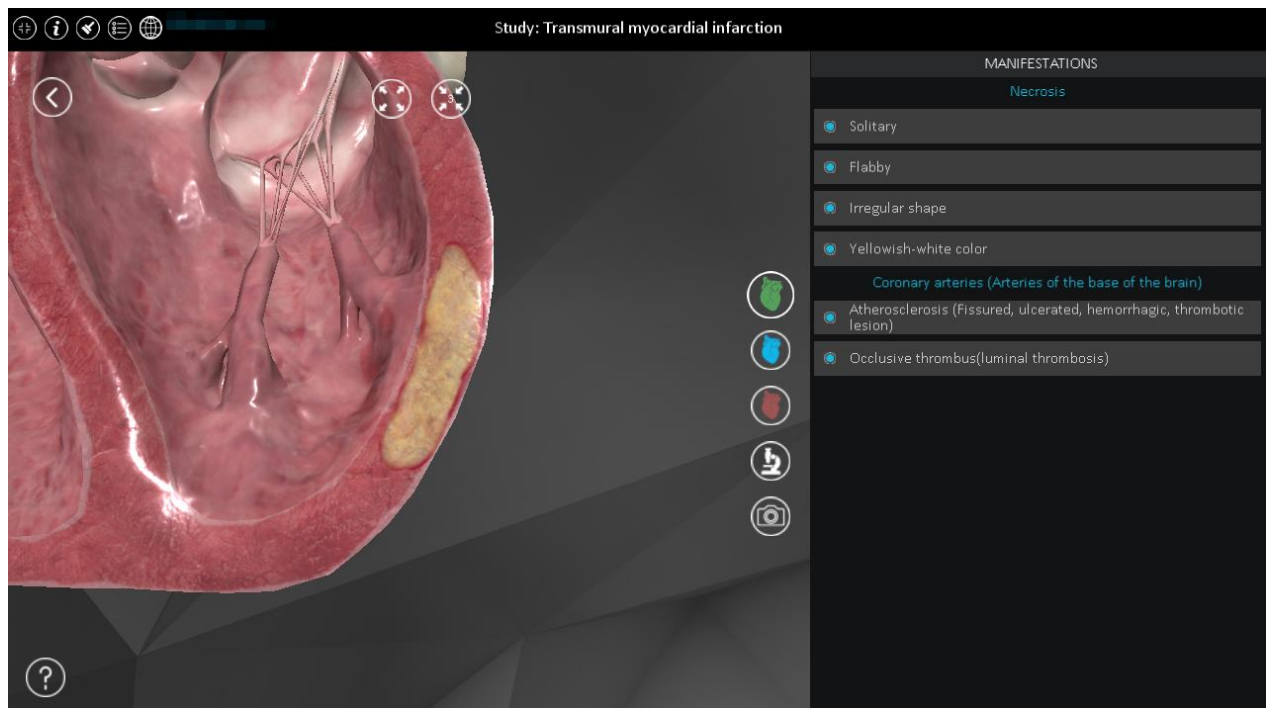 Study: Transmural myocardial infarction
MANIFESTATIONS
Necrosis
Solitary
Flabby
Irregular shape
Yellowish-white color
Coronary arteries (Arteries of the base of the brain)
Atherosclerosis (Fissured, ulcerated, hemorrhagic, thrombotic
lesion)
Occlusive thrombus(luminal thrombosis)
3
?